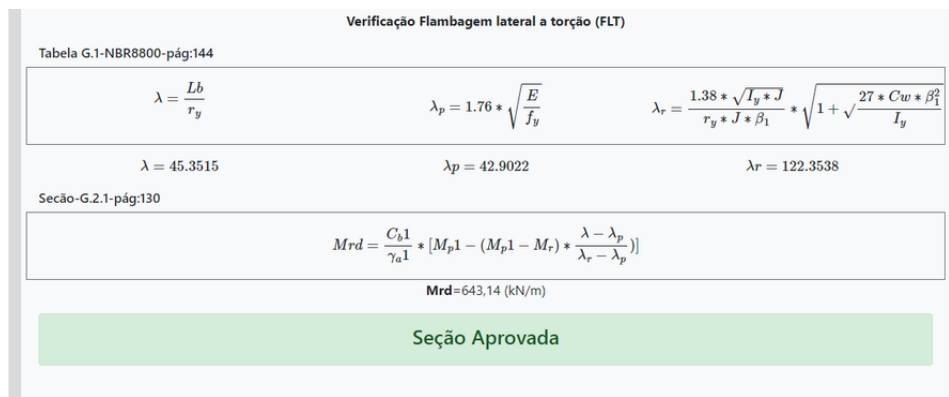 Verificação Flambagem lateral a torção (FLT)
Tabela G.1-NBR8800-pág:144
λ = Lb / r_y    λ_p = 1.76 * √(E / f_y)    λ_r = (1.38 * √(I_y * J)) / (r_y * J * β_1) * √(1 + √ (27 * Cw * β_1^2) / I_y)
λ = 45.3515    λp = 42.9022    λr = 122.3538
Secão-G.2.1-pág:130
Mrd = C_b1 / γ_a1 * [M_p1 − (M_p1 − M_r) * (λ − λ_p) / (λ_r − λ_p))]
Mrd=643,14 (kN/m)
Seção Aprovada